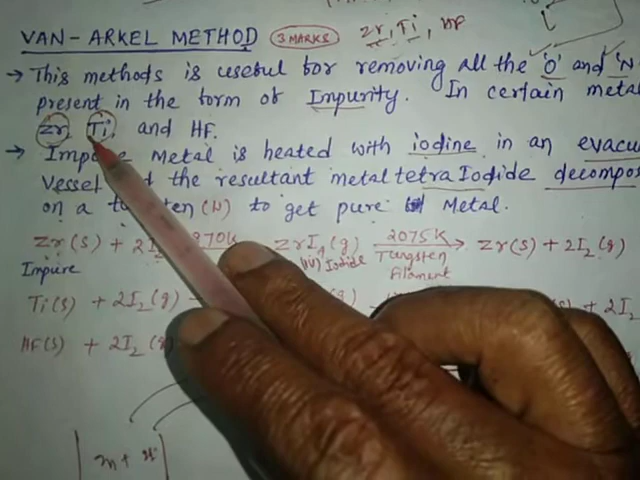 Zr, Ti, HF
VAN-ARKEL METHOD 3 MARKS
→ This methods is useful for removing all the 'O' and 'N
present in the form of Impurity. In certain metal
Zr Ti and HF.
→ Impure Metal is heated with iodine in an evacu
Vessel and the resultant metal tetra Iodide decompos
on a (W) to get pure Metal.
Zr(s) + 2I2 870K ZrI4(g) 2075K → Zr(s) + 2I2(g)
Impure (IV) Iodide Tungsten
filament
Ti(s) + 2I2(g) (g) + 2I2
HF(s) + 2I2(g)
m +